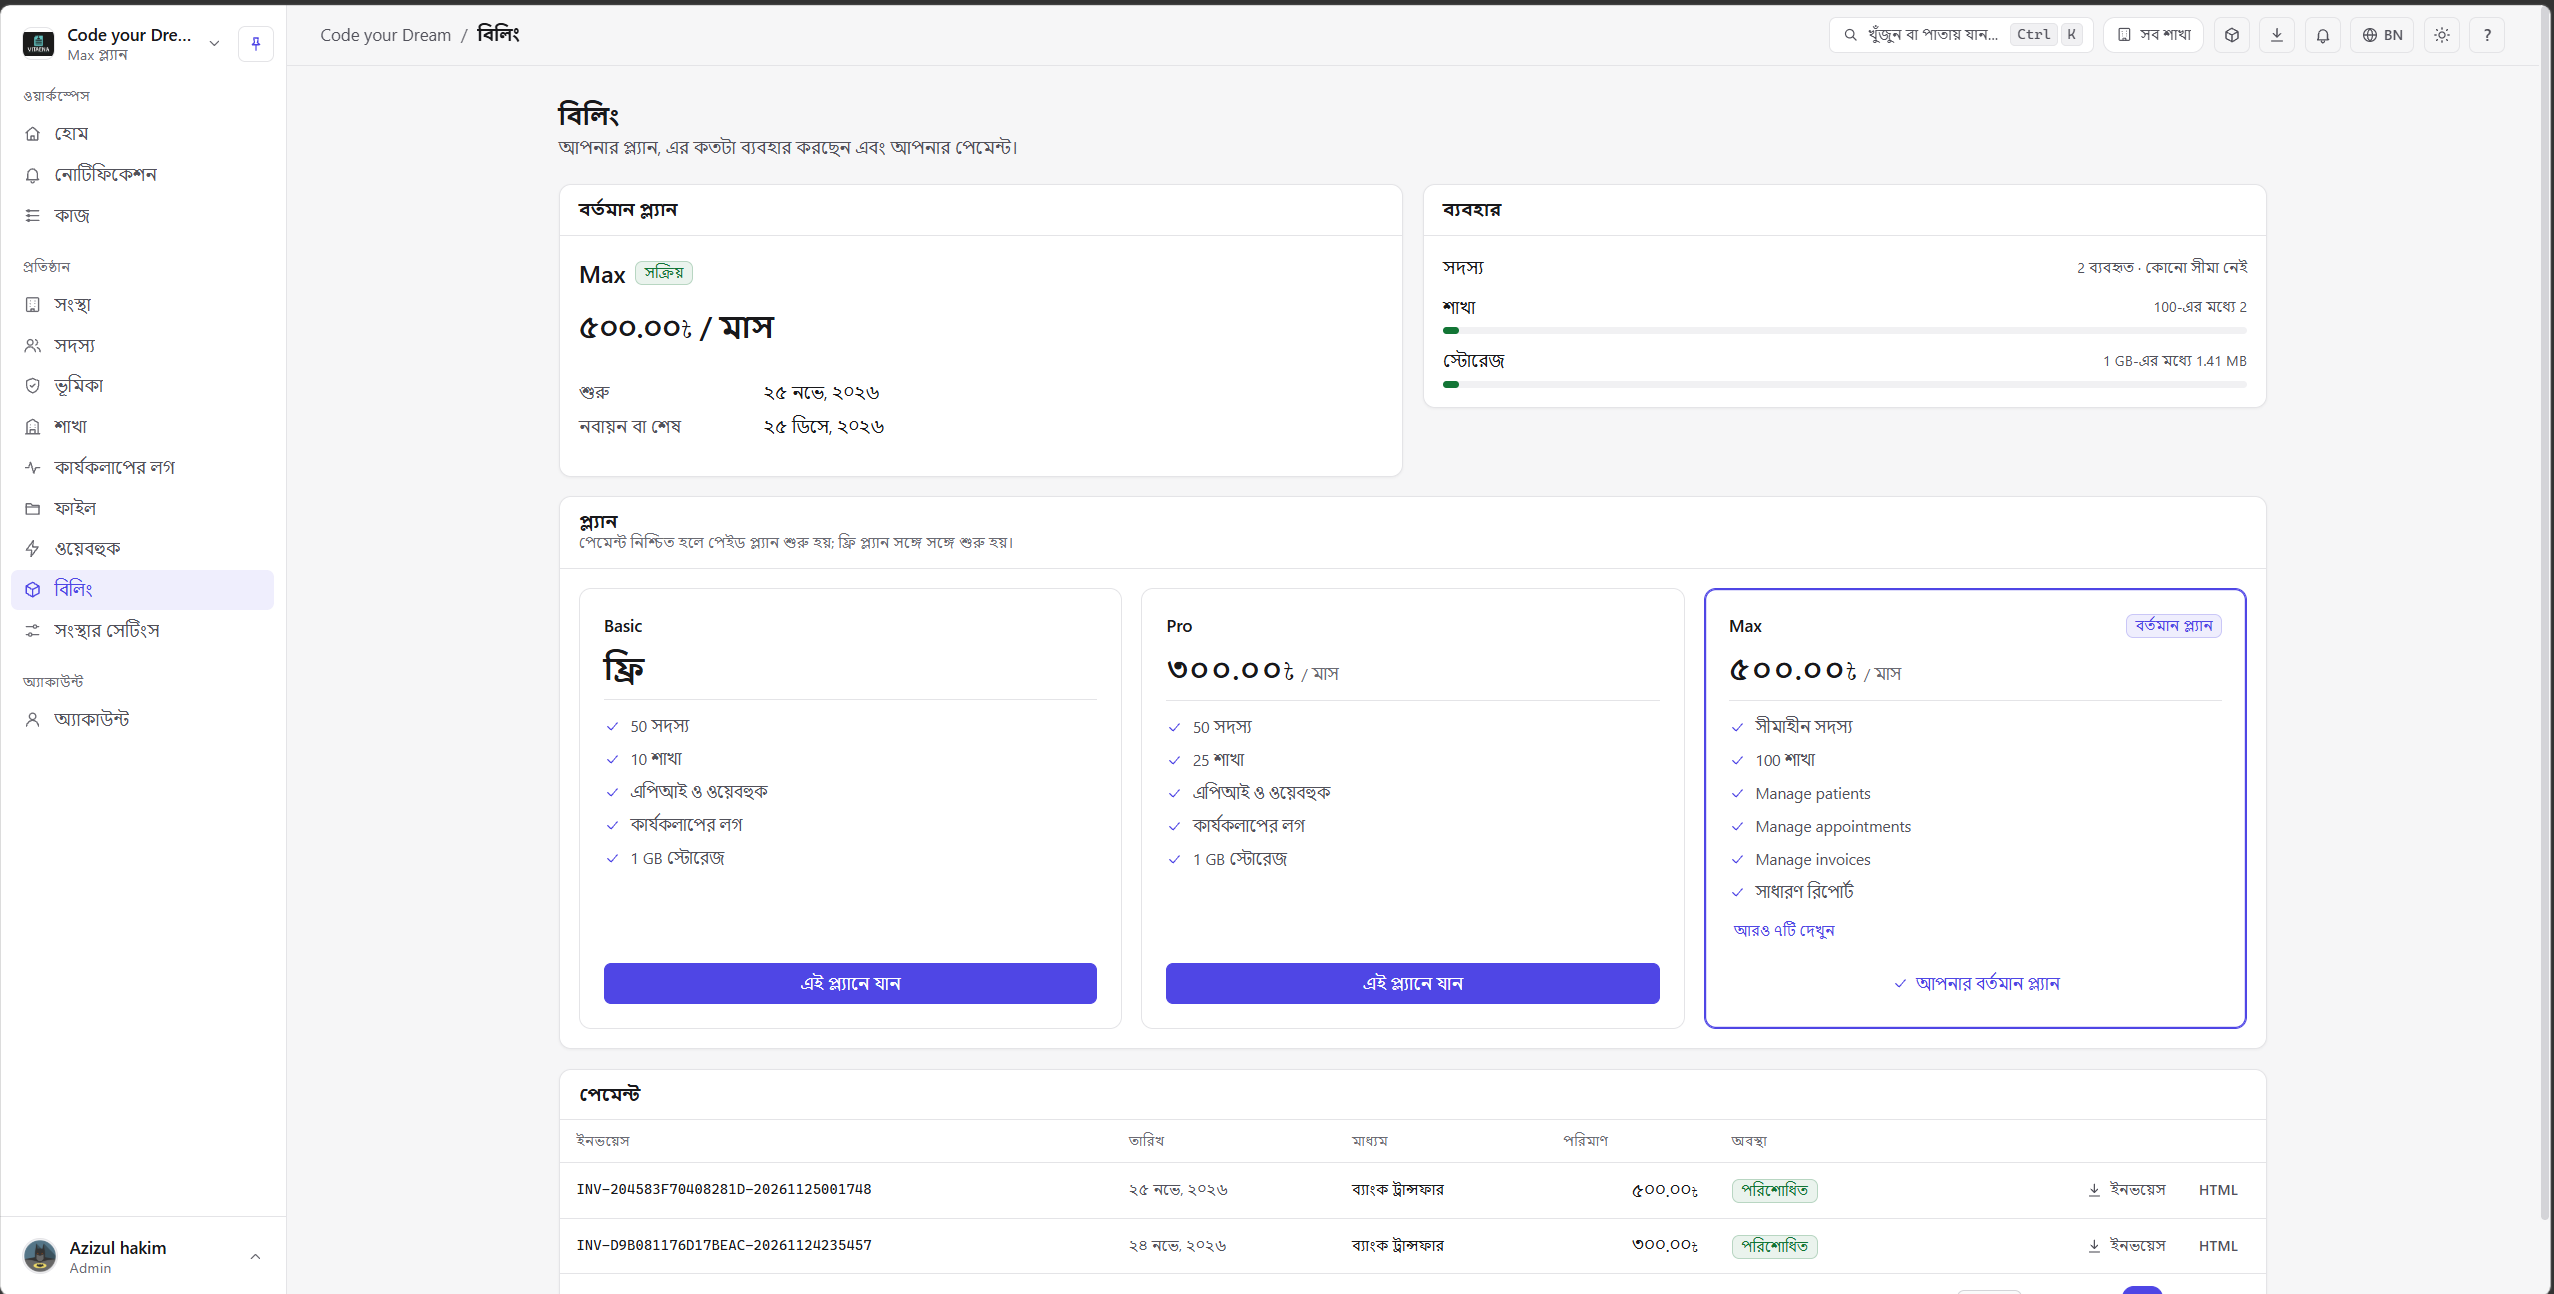 Code your Dre...
Max প্ল্যান
ওয়ার্কস্পেস
হোম
নোটিফিকেশন
কাজ
প্রতিষ্ঠান
সংস্থা
সদস্য
ভূমিকা
শাখা
কার্যকলাপের লগ
ফাইল
ওয়েবহুক
বিলিং
সংস্থার সেটিংস
অ্যাকাউন্ট
অ্যাকাউন্ট
Azizul hakim
Admin
Code your Dream / বিলিং
খুঁজুন বা পাতায় যান... Ctrl K
সব শাখা
BN
?
বিলিং
আপনার প্ল্যান, এর কতটা ব্যবহার করছেন এবং আপনার পেমেন্ট।
বর্তমান প্ল্যান
Max সক্রিয়
৫০০.০০৳ / মাস
শুরু ২৫ নভে, ২০২৬
নবায়ন বা শেষ ২৫ ডিসে, ২০২৬
ব্যবহার
সদস্য 2 ব্যবহৃত · কোনো সীমা নেই
শাখা 100-এর মধ্যে 2
স্টোরেজ 1 GB-এর মধ্যে 1.41 MB
প্ল্যান
পেমেন্ট নিশ্চিত হলে পেইড প্ল্যান শুরু হয়; ফ্রি প্ল্যান সঙ্গে সঙ্গে শুরু হয়।
Basic
ফ্রি
50 সদস্য
10 শাখা
এপিআই ও ওয়েবহুক
কার্যকলাপের লগ
1 GB স্টোরেজ
এই প্ল্যানে যান
Pro
৩০০.০০৳ / মাস
50 সদস্য
25 শাখা
এপিআই ও ওয়েবহুক
কার্যকলাপের লগ
1 GB স্টোরেজ
এই প্ল্যানে যান
Max বর্তমান প্ল্যান
৫০০.০০৳ / মাস
সীমাহীন সদস্য
100 শাখা
Manage patients
Manage appointments
Manage invoices
সাধারণ রিপোর্ট
আরও ৭টি দেখুন
আপনার বর্তমান প্ল্যান
পেমেন্ট
ইনভয়েস তারিখ মাধ্যম পরিমাণ অবস্থা
INV-204583F70408281D-20261125001748 ২৫ নভে, ২০২৬ ব্যাংক ট্রান্সফার ৫০০.০০৳ পরিশোধিত ইনভয়েস HTML
INV-D9B081176D17BEAC-20261124235457 ২৪ নভে, ২০২৬ ব্যাংক ট্রান্সফার ৩০০.০০৳ পরিশোধিত ইনভয়েস HTML